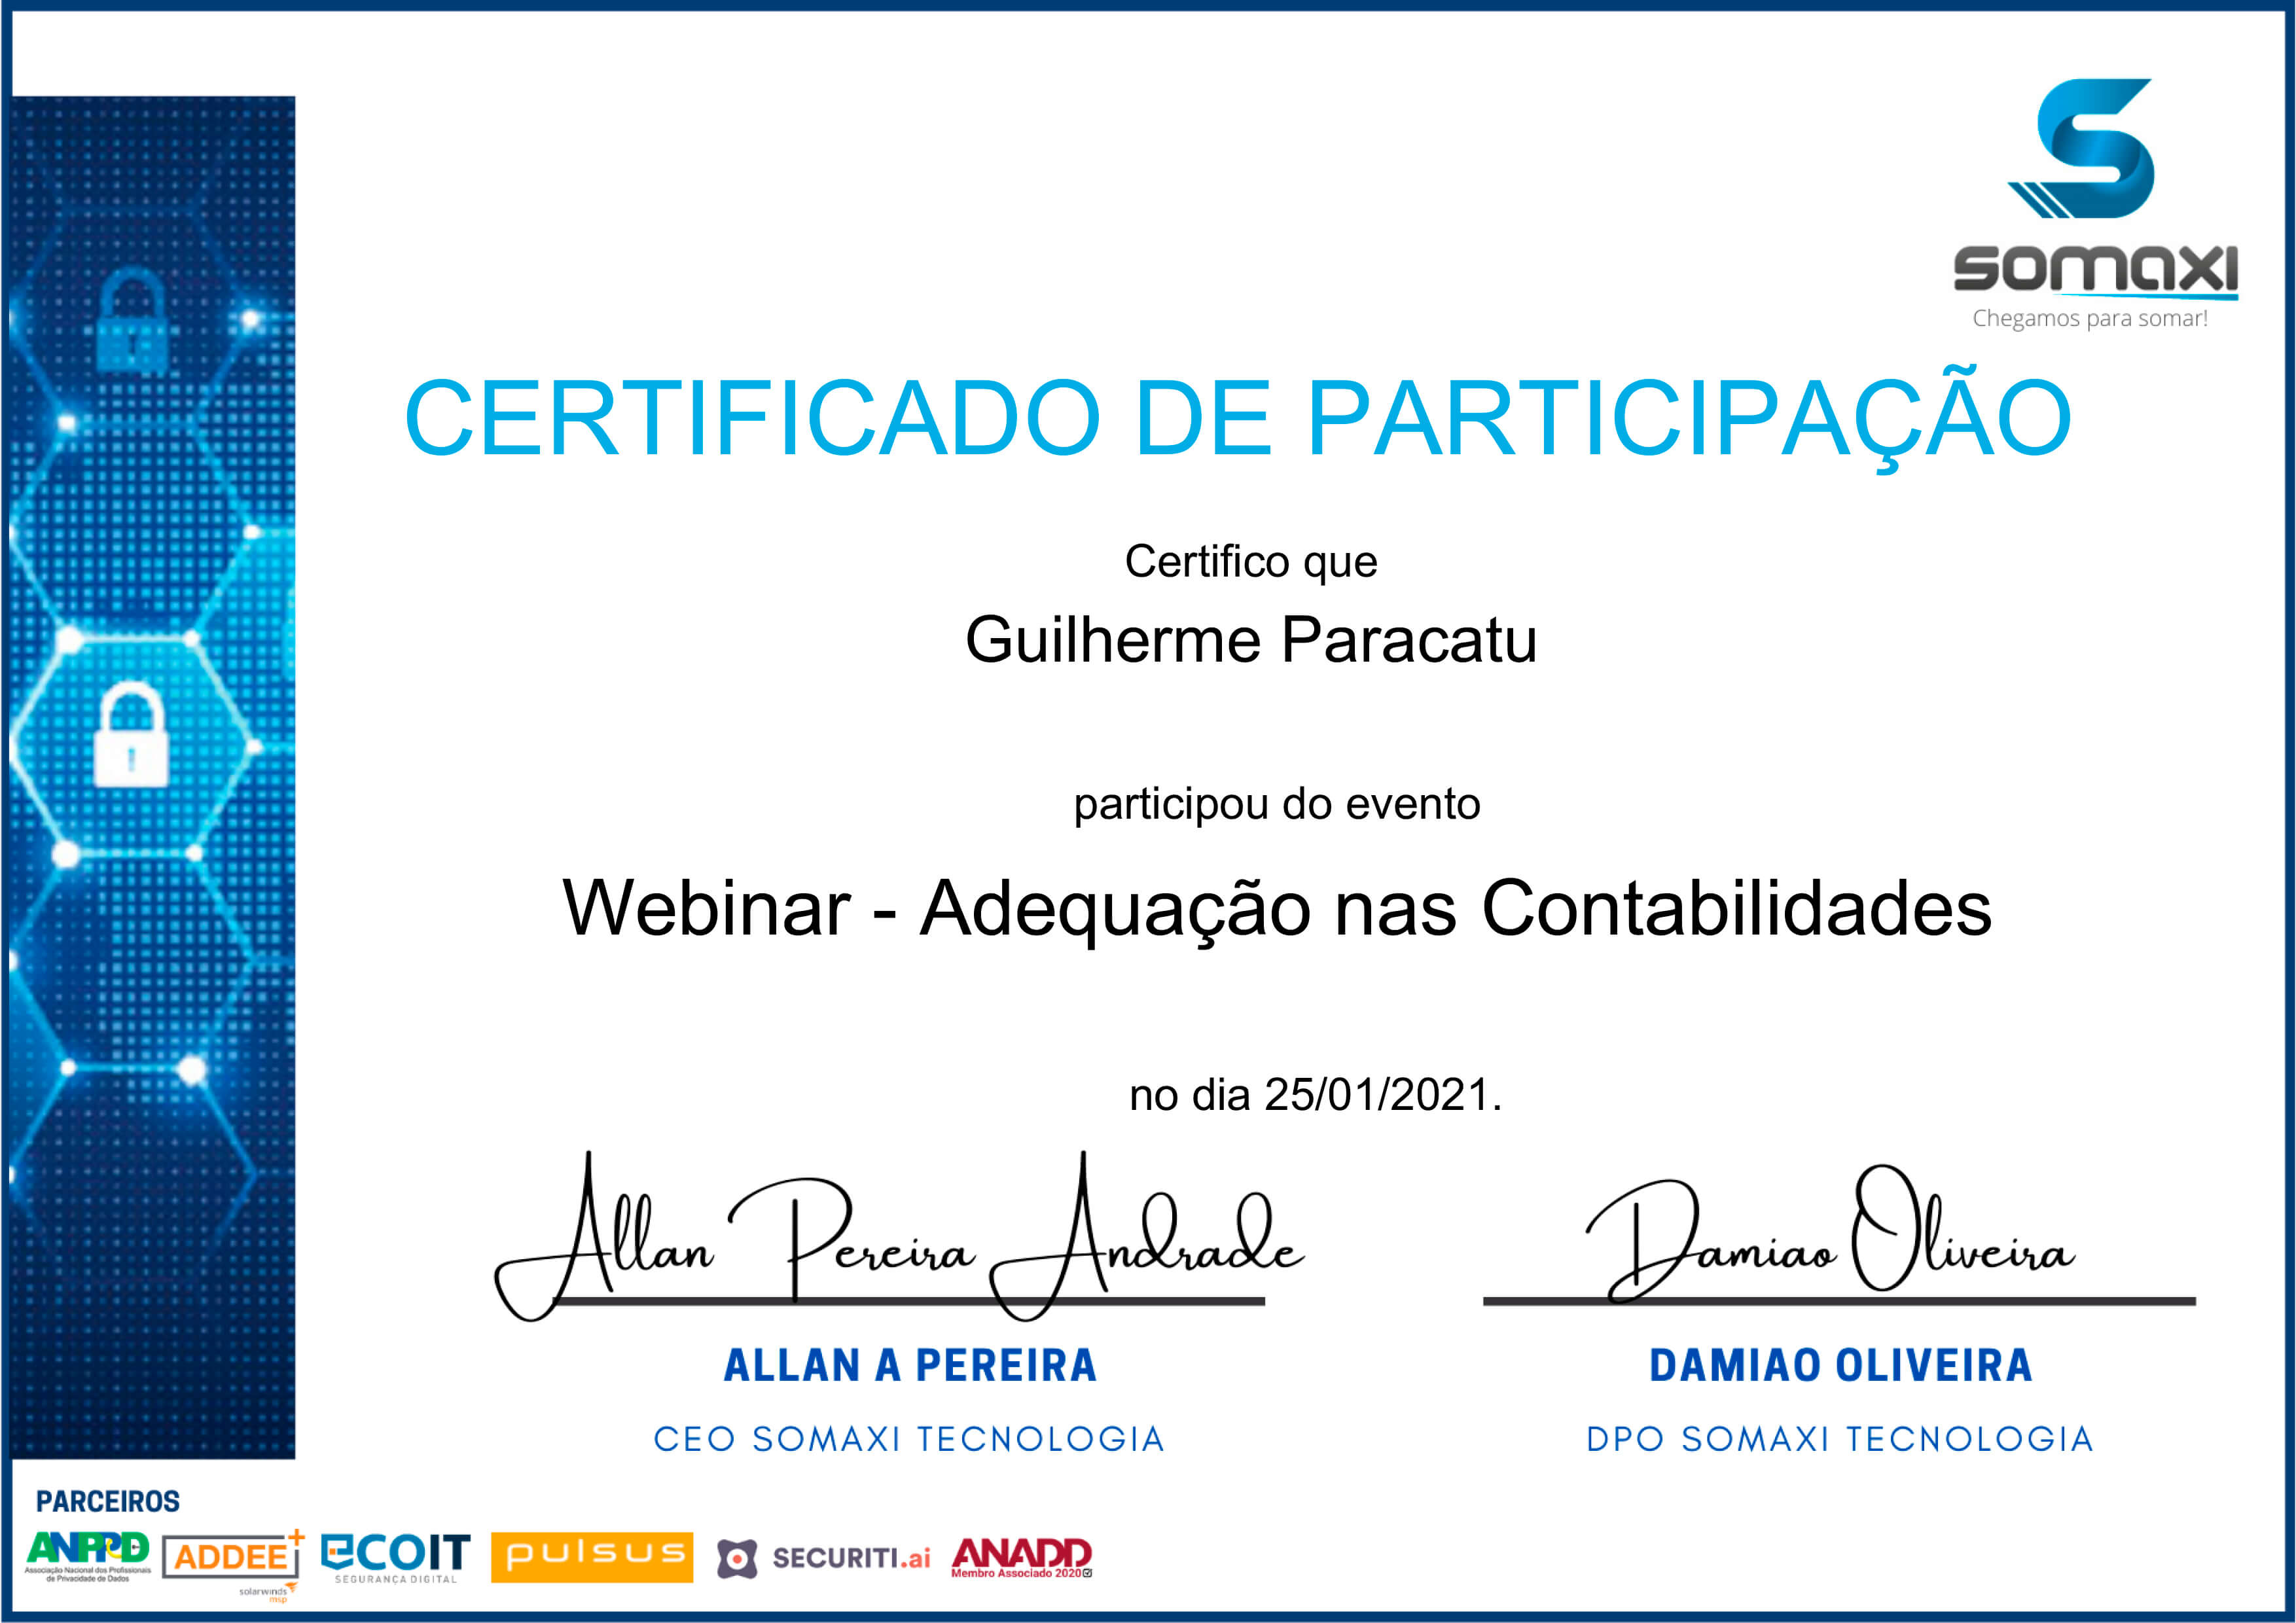 somaxi
Chegamos para somar!
CERTIFICADO DE PARTICIPAÇÃO
Certifico que
Guilherme Paracatu
participou do evento
Webinar - Adequação nas Contabilidades
no dia 25/01/2021.
Allan Pereira Andrade
Damiao Oliveira
ALLAN A PEREIRA
DAMIAO OLIVEIRA
CEO SOMAXI TECNOLOGIA
DPO SOMAXI TECNOLOGIA
PARCEIROS
ANPPD
Associação Nacional dos Profissionais
de Privacidade de Dados
ADDEE
solarwinds
msp
ECOIT
SEGURANÇA DIGITAL
pulsus
SECURITI.ai
ANADD
Membro Associado 2020